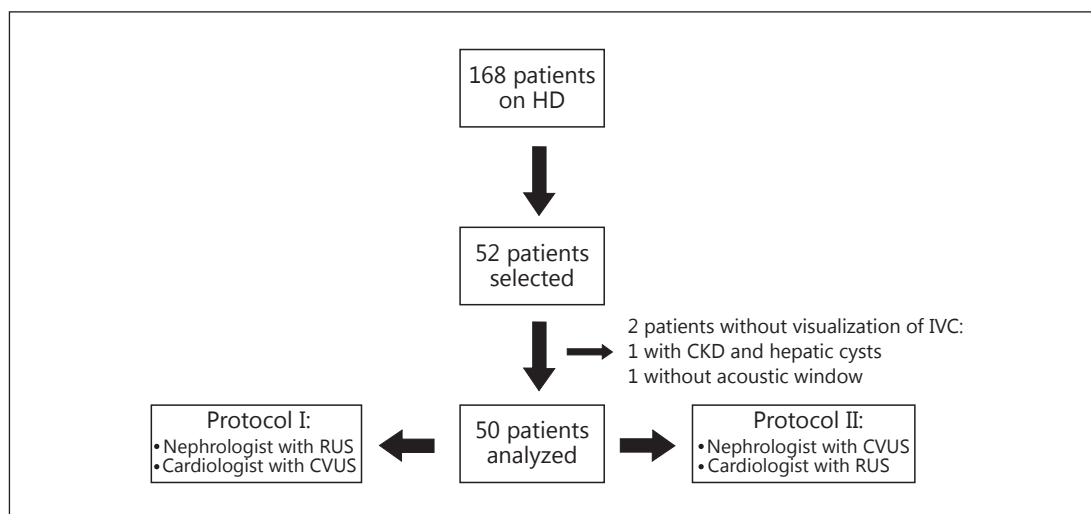 168 patients
on HD
52 patients
selected
2 patients without visualization of IVC:
1 with CKD and hepatic cysts
1 without acoustic window
Protocol I:
• Nephrologist with RUS
• Cardiologist with CVUS
50 patients
analyzed
Protocol II:
• Nephrologist with CVUS
• Cardiologist with RUS